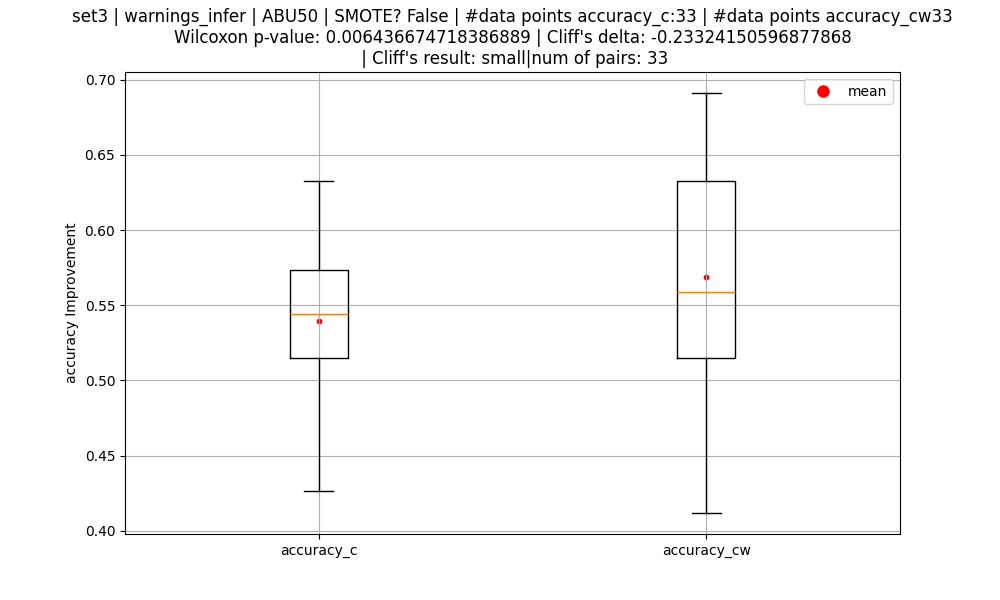 set3 | warnings_infer | ABU50 | SMOTE? False | #data points accuracy_c:33 | #data points accuracy_cw33
Wilcoxon p-value: 0.006436674718386889 | Cliff's delta: -0.23324150596877868
| Cliff's result: small|num of pairs: 33
mean
0.70
0.65
0.60
0.55
0.50
0.45
0.40
accuracy Improvement
accuracy_c
accuracy_cw